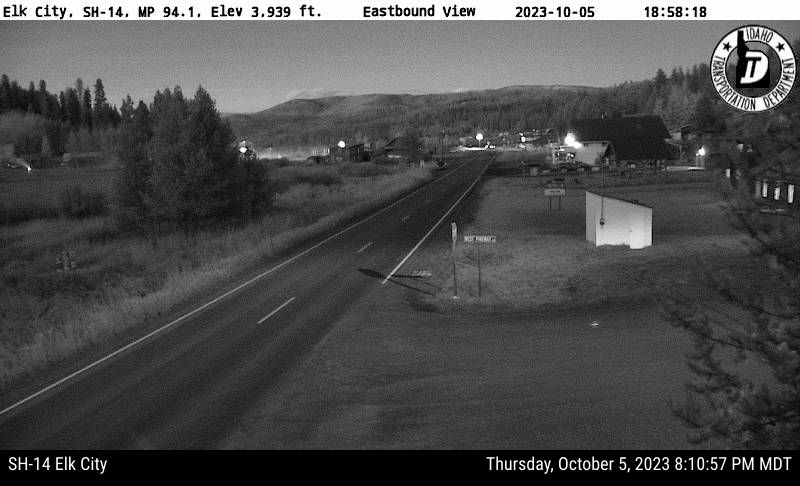 Elk City, SH-14, MP 94.1, Elev 3,939 ft. Eastbound View 2023-10-05 18:58:18
IDAHO TRANSPORTATION DEPARTMENT
SH-14 Elk City Thursday, October 5, 2023 8:10:57 PM MDT